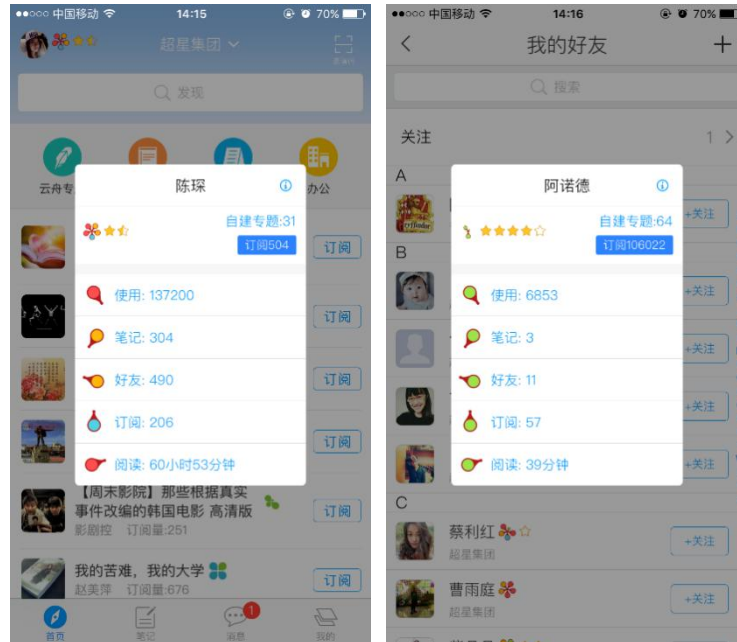 中国移动 14:15 70%
超星集团
发现
云舟专
办公
陈琛
自建专题:31
订阅504
使用: 137200
笔记: 304
好友: 490
订阅: 206
阅读: 60小时53分钟
订阅
订阅
订阅
订阅
【周末影院】那些根据真实
事件改编的韩国电影 高清版
影剧控 订阅量:251
订阅
我的苦难，我的大学
赵美萍 订阅量:676
订阅
首页 笔记 消息 1 我的
中国移动 14:16 70%
我的好友
搜索
关注 1
A
+关注
B
+关注
+关注
+关注
+关注
阿诺德
自建专题:64
订阅106022
使用: 6853
笔记: 3
好友: 11
订阅: 57
阅读: 39分钟
C
蔡利红
超星集团
+关注
曹雨庭
超星集团
+关注